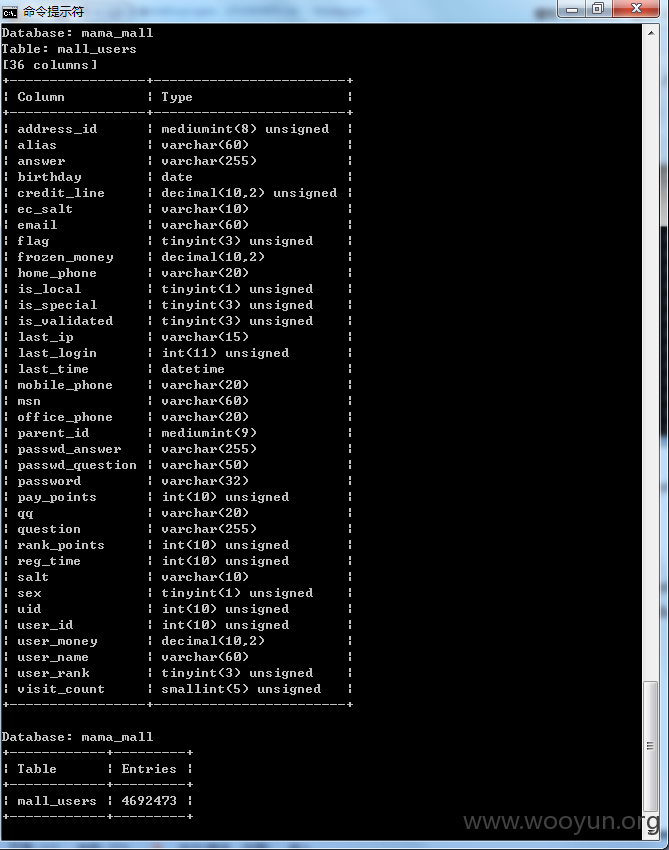 命令提示符
Database: mama_mall
Table: mall_users
[36 columns]
+-----------------+-----------------------+
¦ Column ¦ Type ¦
+-----------------+-----------------------+
¦ address_id ¦ mediumint(8) unsigned ¦
¦ alias ¦ varchar(60) ¦
¦ answer ¦ varchar(255) ¦
¦ birthday ¦ date ¦
¦ credit_line ¦ decimal(10,2) unsigned ¦
¦ ec_salt ¦ varchar(10) ¦
¦ email ¦ varchar(60) ¦
¦ flag ¦ tinyint(3) unsigned ¦
¦ frozen_money ¦ decimal(10,2) ¦
¦ home_phone ¦ varchar(20) ¦
¦ is_local ¦ tinyint(1) unsigned ¦
¦ is_special ¦ tinyint(3) unsigned ¦
¦ is_validated ¦ tinyint(3) unsigned ¦
¦ last_ip ¦ varchar(15) ¦
¦ last_login ¦ int(11) unsigned ¦
¦ last_time ¦ datetime ¦
¦ mobile_phone ¦ varchar(20) ¦
¦ msn ¦ varchar(60) ¦
¦ office_phone ¦ varchar(20) ¦
¦ parent_id ¦ mediumint(9) ¦
¦ passwd_answer ¦ varchar(255) ¦
¦ passwd_question ¦ varchar(50) ¦
¦ password ¦ varchar(32) ¦
¦ pay_points ¦ int(10) unsigned ¦
¦ qq ¦ varchar(20) ¦
¦ question ¦ varchar(255) ¦
¦ rank_points ¦ int(10) unsigned ¦
¦ reg_time ¦ int(10) unsigned ¦
¦ salt ¦ varchar(10) ¦
¦ sex ¦ tinyint(1) unsigned ¦
¦ uid ¦ int(10) unsigned ¦
¦ user_id ¦ int(10) unsigned ¦
¦ user_money ¦ decimal(10,2) ¦
¦ user_name ¦ varchar(60) ¦
¦ user_rank ¦ tinyint(3) unsigned ¦
¦ visit_count ¦ smallint(5) unsigned ¦
+-----------------+-----------------------+
Database: mama_mall
+------------+---------+
¦ Table ¦ Entries ¦
+------------+---------+
¦ mall_users ¦ 4692473 ¦
+------------+---------+
www.wooyun.org